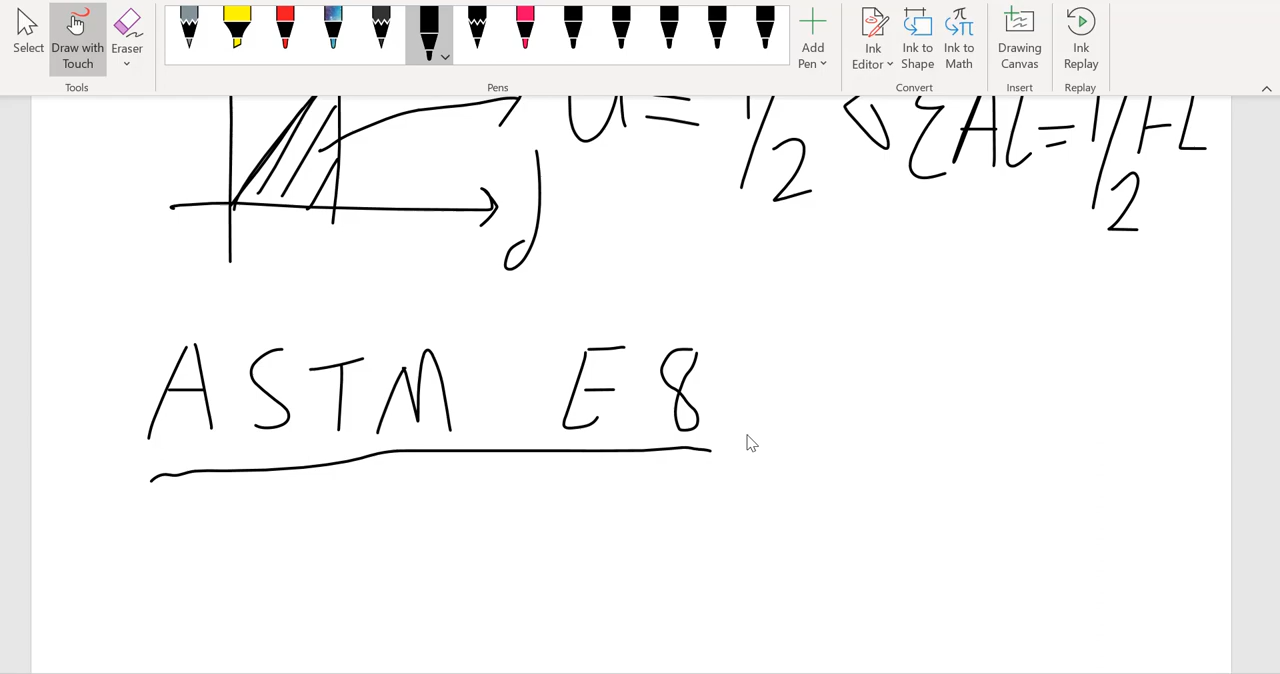 Select
Draw with Touch
Eraser
Tools
Pens
Add Pen
Ink Editor
Ink to Shape
Ink to Math
Convert
Drawing Canvas
Insert
Ink Replay
Replay
U = 1/2 σ ε A L = 1/2 F L
d
ASTM E8